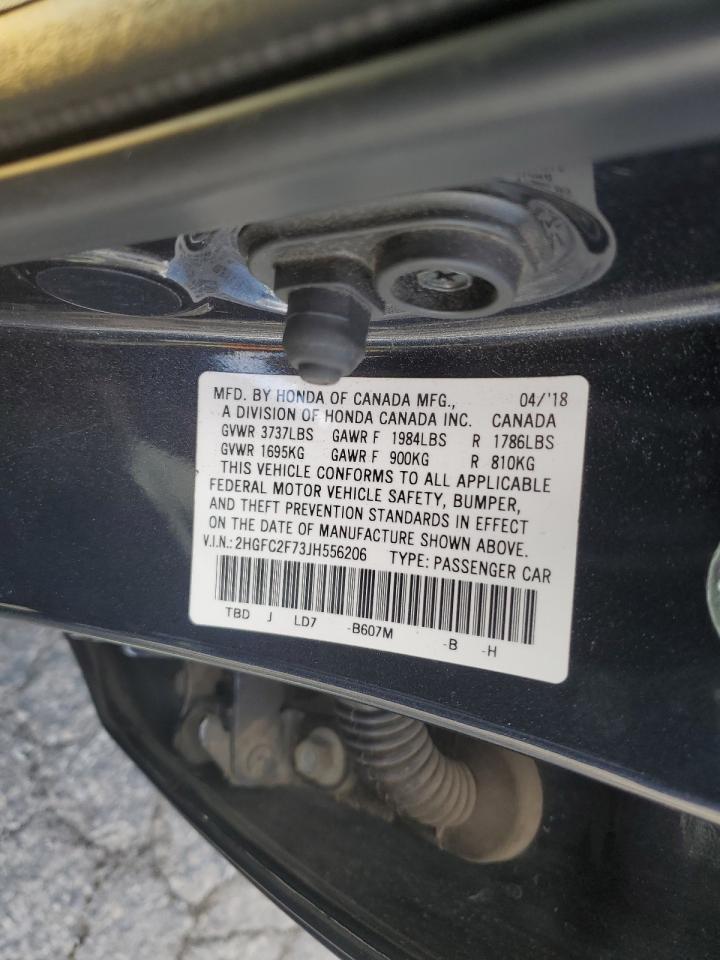 MFD. BY HONDA OF CANADA MFG., 04/'18
A DIVISION OF HONDA CANADA INC. CANADA
GVWR 3737LBS GAWR F 1984LBS R 1786LBS
GVWR 1695KG GAWR F 900KG R 810KG
THIS VEHICLE CONFORMS TO ALL APPLICABLE
FEDERAL MOTOR VEHICLE SAFETY, BUMPER,
AND THEFT PREVENTION STANDARDS IN EFFECT
ON THE DATE OF MANUFACTURE SHOWN ABOVE.
V.I.N.: 2HGFC2F73JH556206 TYPE: PASSENGER CAR
TBD J LD7 -B607M -B -H